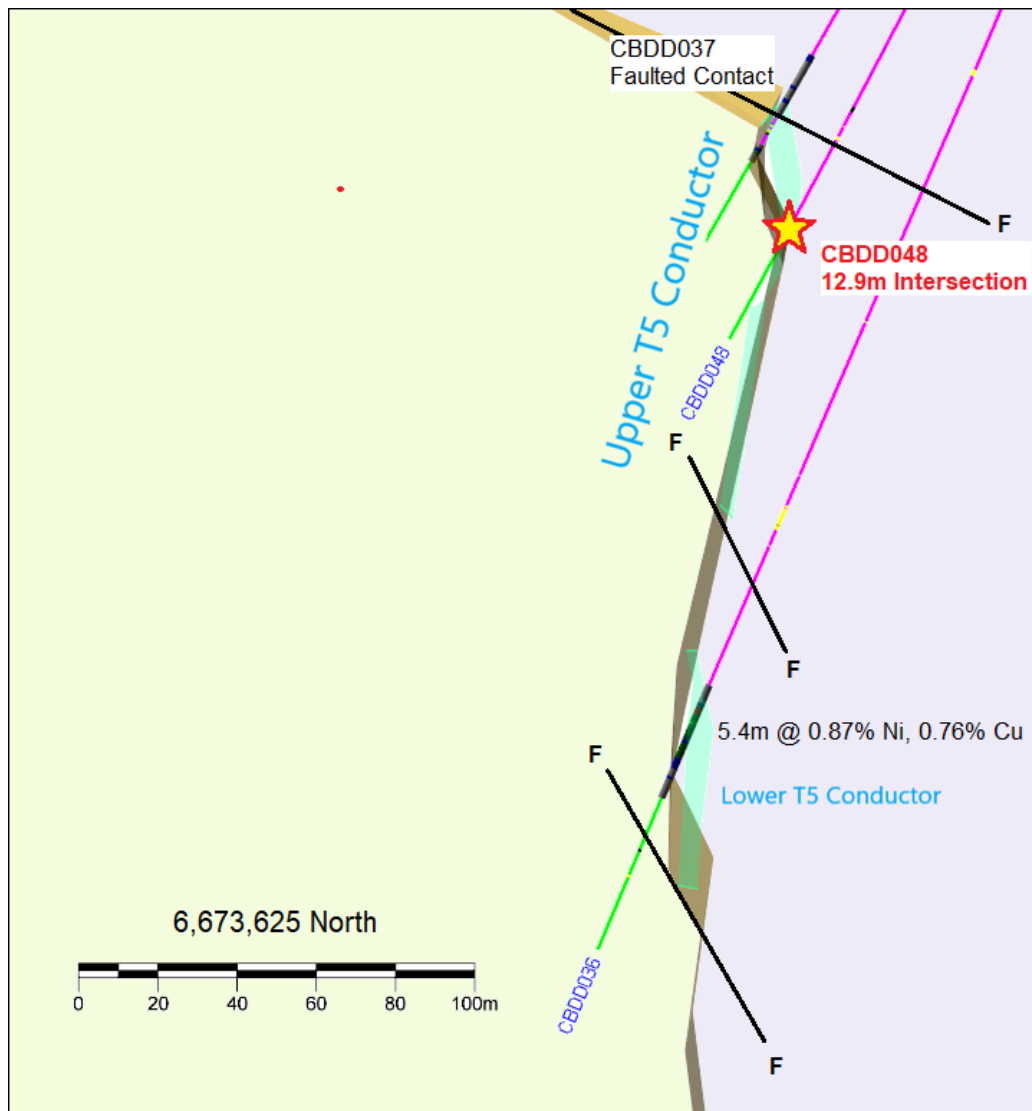 CBDD037
Faulted Contact
Upper T5 Conductor
F
CBDD048
12.9m Intersection
CBDD048
F
F
5.4m @ 0.87% Ni, 0.76% Cu
F
Lower T5 Conductor
6,673,625 North
CBDD036
0 20 40 60 80 100m
F